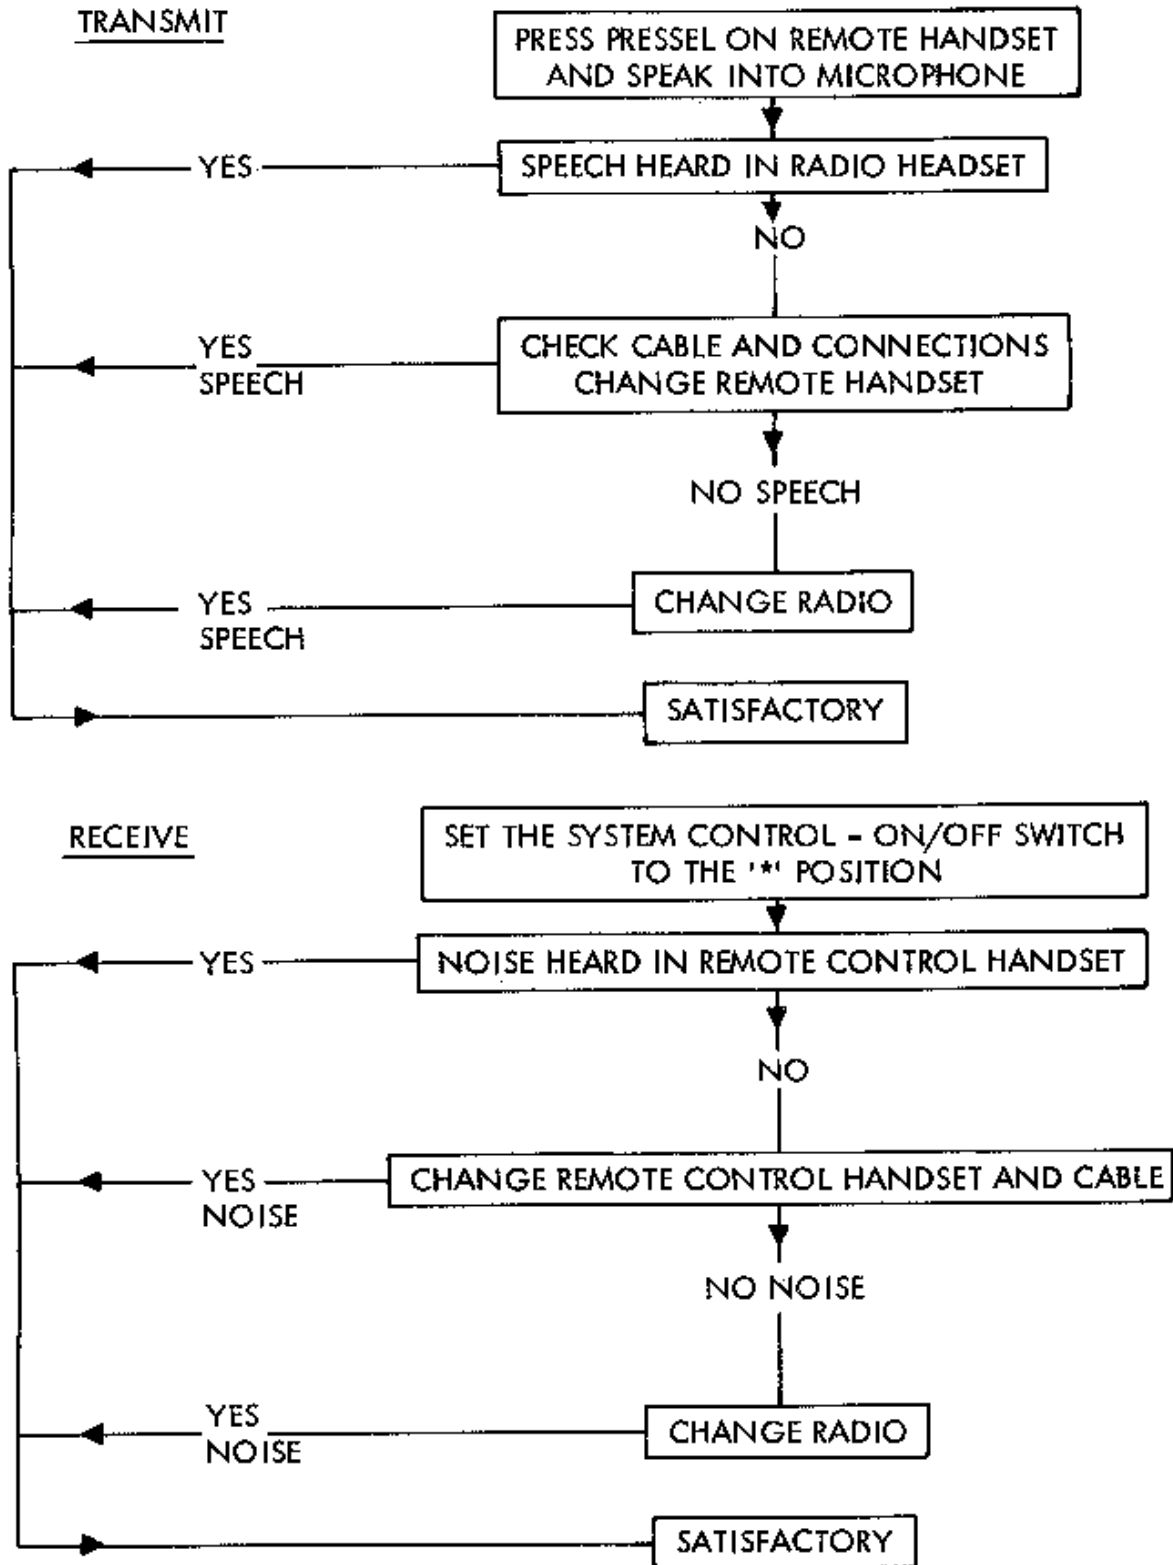 TRANSMIT
PRESS PRESSEL ON REMOTE HANDSET
AND SPEAK INTO MICROPHONE
YES
SPEECH HEARD IN RADIO HEADSET
NO
YES
SPEECH
CHECK CABLE AND CONNECTIONS
CHANGE REMOTE HANDSET
NO SPEECH
YES
SPEECH
CHANGE RADIO
SATISFACTORY
RECEIVE
SET THE SYSTEM CONTROL - ON/OFF SWITCH
TO THE '*' POSITION
YES
NOISE HEARD IN REMOTE CONTROL HANDSET
NO
YES
NOISE
CHANGE REMOTE CONTROL HANDSET AND CABLE
NO NOISE
YES
NOISE
CHANGE RADIO
SATISFACTORY